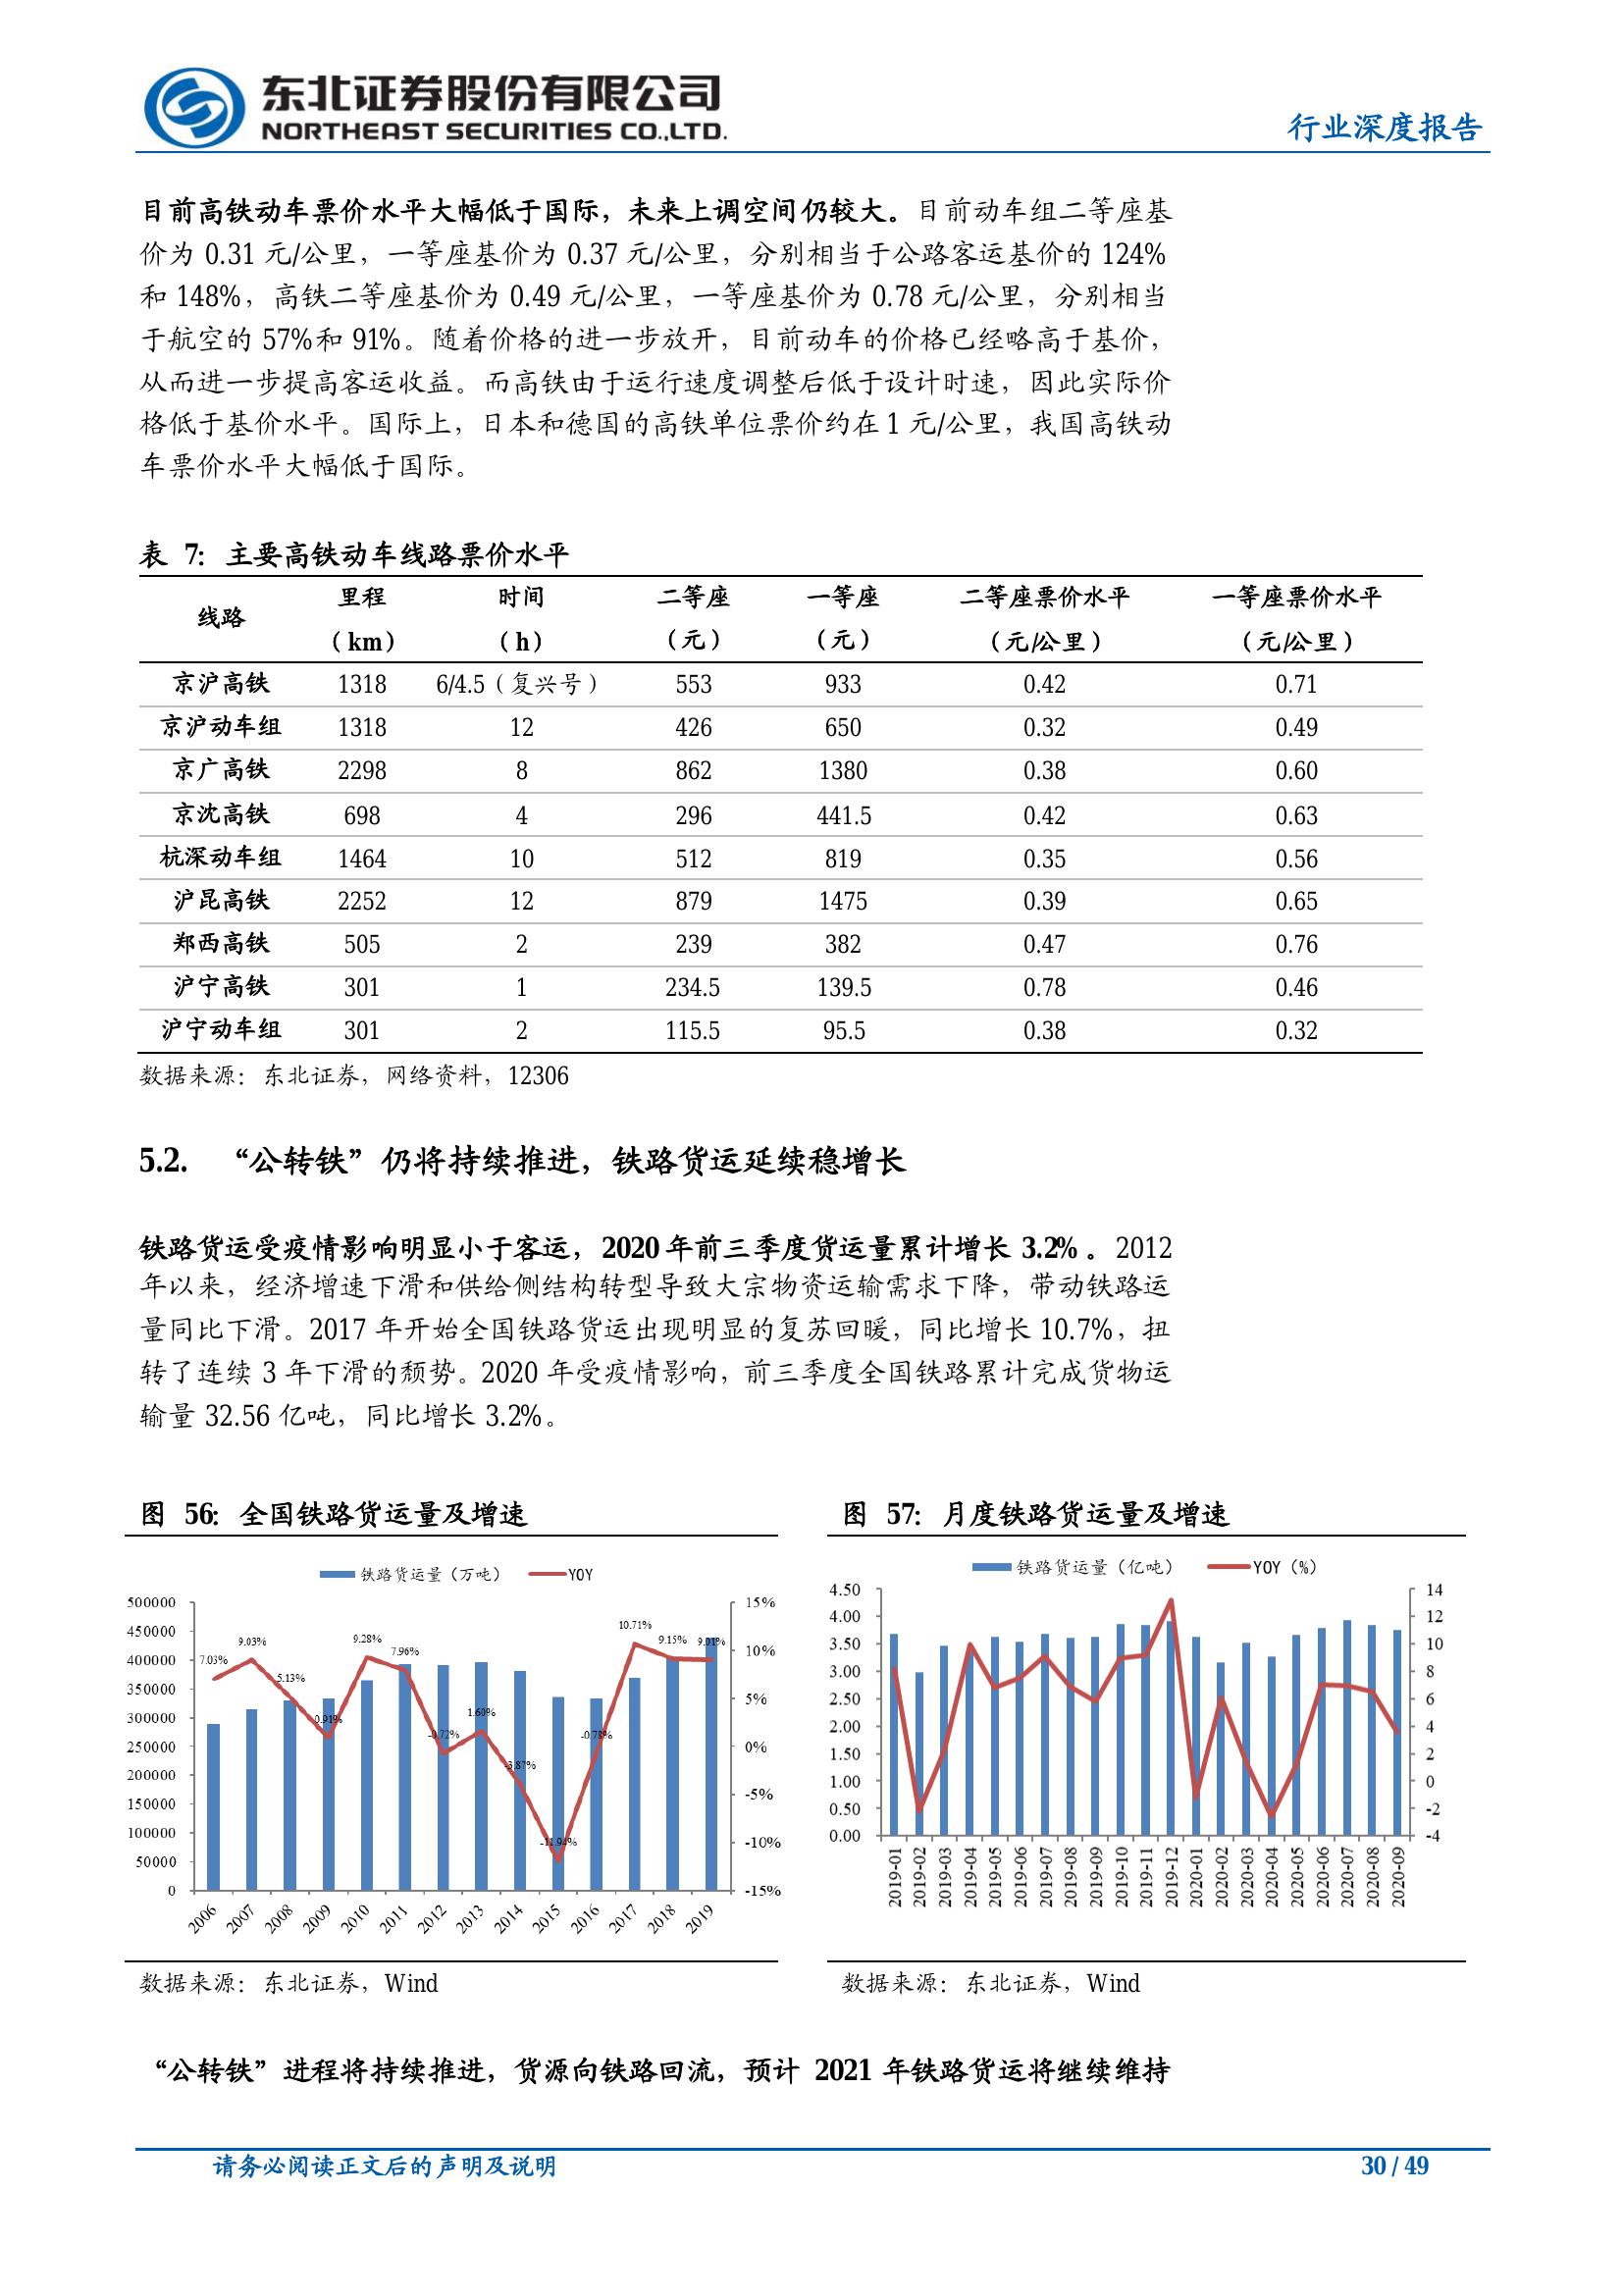 东北证券股份有限公司
NORTHEAST SECURITIES CO.,LTD.
行业深度报告
目前高铁动车票价水平大幅低于国际，未来上调空间仍较大。目前动车组二等座基
价为 0.31 元/公里，一等座基价为 0.37 元/公里，分别相当于公路客运基价的 124%
和 148%，高铁二等座基价为 0.49 元/公里，一等座基价为 0.78 元/公里，分别相当
于航空的 57%和 91%。随着价格的进一步放开，目前动车的价格已经略高于基价，
从而进一步提高客运收益。而高铁由于运行速度调整后低于设计时速，因此实际价
格低于基价水平。国际上，日本和德国的高铁单位票价约在 1 元/公里，我国高铁动
车票价水平大幅低于国际。
表 7：主要高铁动车线路票价水平
线路 里程 时间 二等座 一等座 二等座票价水平 一等座票价水平
（km） （h） （元） （元） （元/公里） （元/公里）
京沪高铁 1318 6/4.5（复兴号） 553 933 0.42 0.71
京沪动车组 1318 12 426 650 0.32 0.49
京广高铁 2298 8 862 1380 0.38 0.60
京沈高铁 698 4 296 441.5 0.42 0.63
杭深动车组 1464 10 512 819 0.35 0.56
沪昆高铁 2252 12 879 1475 0.39 0.65
郑西高铁 505 2 239 382 0.47 0.76
沪宁高铁 301 1 234.5 139.5 0.78 0.46
沪宁动车组 301 2 115.5 95.5 0.38 0.32
数据来源：东北证券，网络资料，12306
5.2. “公转铁”仍将持续推进，铁路货运延续稳增长
铁路货运受疫情影响明显小于客运，2020 年前三季度货运量累计增长 3.2%。2012
年以来，经济增速下滑和供给侧结构转型导致大宗物资运输需求下降，带动铁路运
量同比下滑。2017 年开始全国铁路货运出现明显的复苏回暖，同比增长 10.7%，扭
转了连续 3 年下滑的颓势。2020 年受疫情影响，前三季度全国铁路累计完成货物运
输量 32.56 亿吨，同比增长 3.2%。
图 56：全国铁路货运量及增速
铁路货运量（万吨） YOY
500000
450000
400000
350000
300000
250000
200000
150000
100000
50000
0
7.03%
9.03%
5.13%
0.91%
9.28%
7.96%
-0.72%
1.60%
-3.87%
-11.94%
-0.78%
10.71%
9.15%
9.01%
15%
10%
5%
0%
-5%
-10%
-15%
2006 2007 2008 2009 2010 2011 2012 2013 2014 2015 2016 2017 2018 2019
数据来源：东北证券，Wind
图 57：月度铁路货运量及增速
铁路货运量（亿吨） YOY（%）
4.50
4.00
3.50
3.00
2.50
2.00
1.50
1.00
0.50
0.00
14
12
10
8
6
4
2
0
-2
-4
2019-01 2019-02 2019-03 2019-04 2019-05 2019-06 2019-07 2019-08 2019-09 2019-10 2019-11 2019-12 2020-01 2020-02 2020-03 2020-04 2020-05 2020-06 2020-07 2020-08 2020-09
数据来源：东北证券，Wind
“公转铁”进程将持续推进，货源向铁路回流，预计 2021 年铁路货运将继续维持
请务必阅读正文后的声明及说明
30 / 49